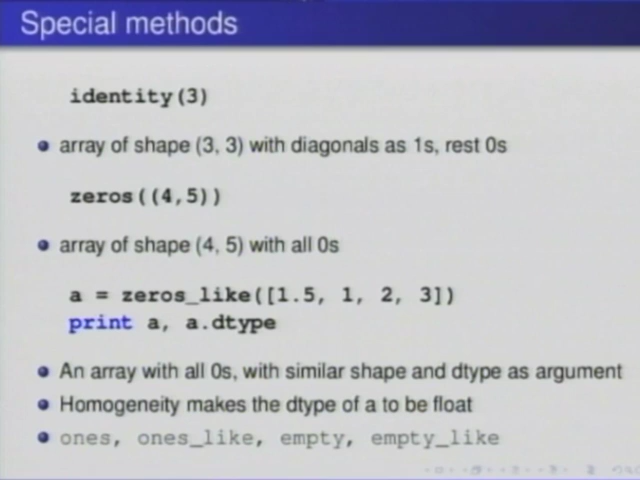 Special methods
identity(3)
array of shape (3, 3) with diagonals as 1s, rest 0s
zeros((4,5))
array of shape (4, 5) with all 0s
a = zeros_like([1.5, 1, 2, 3])
print a, a.dtype
An array with all 0s, with similar shape and dtype as argument
Homogeneity makes the dtype of a to be float
ones, ones_like, empty, empty_like